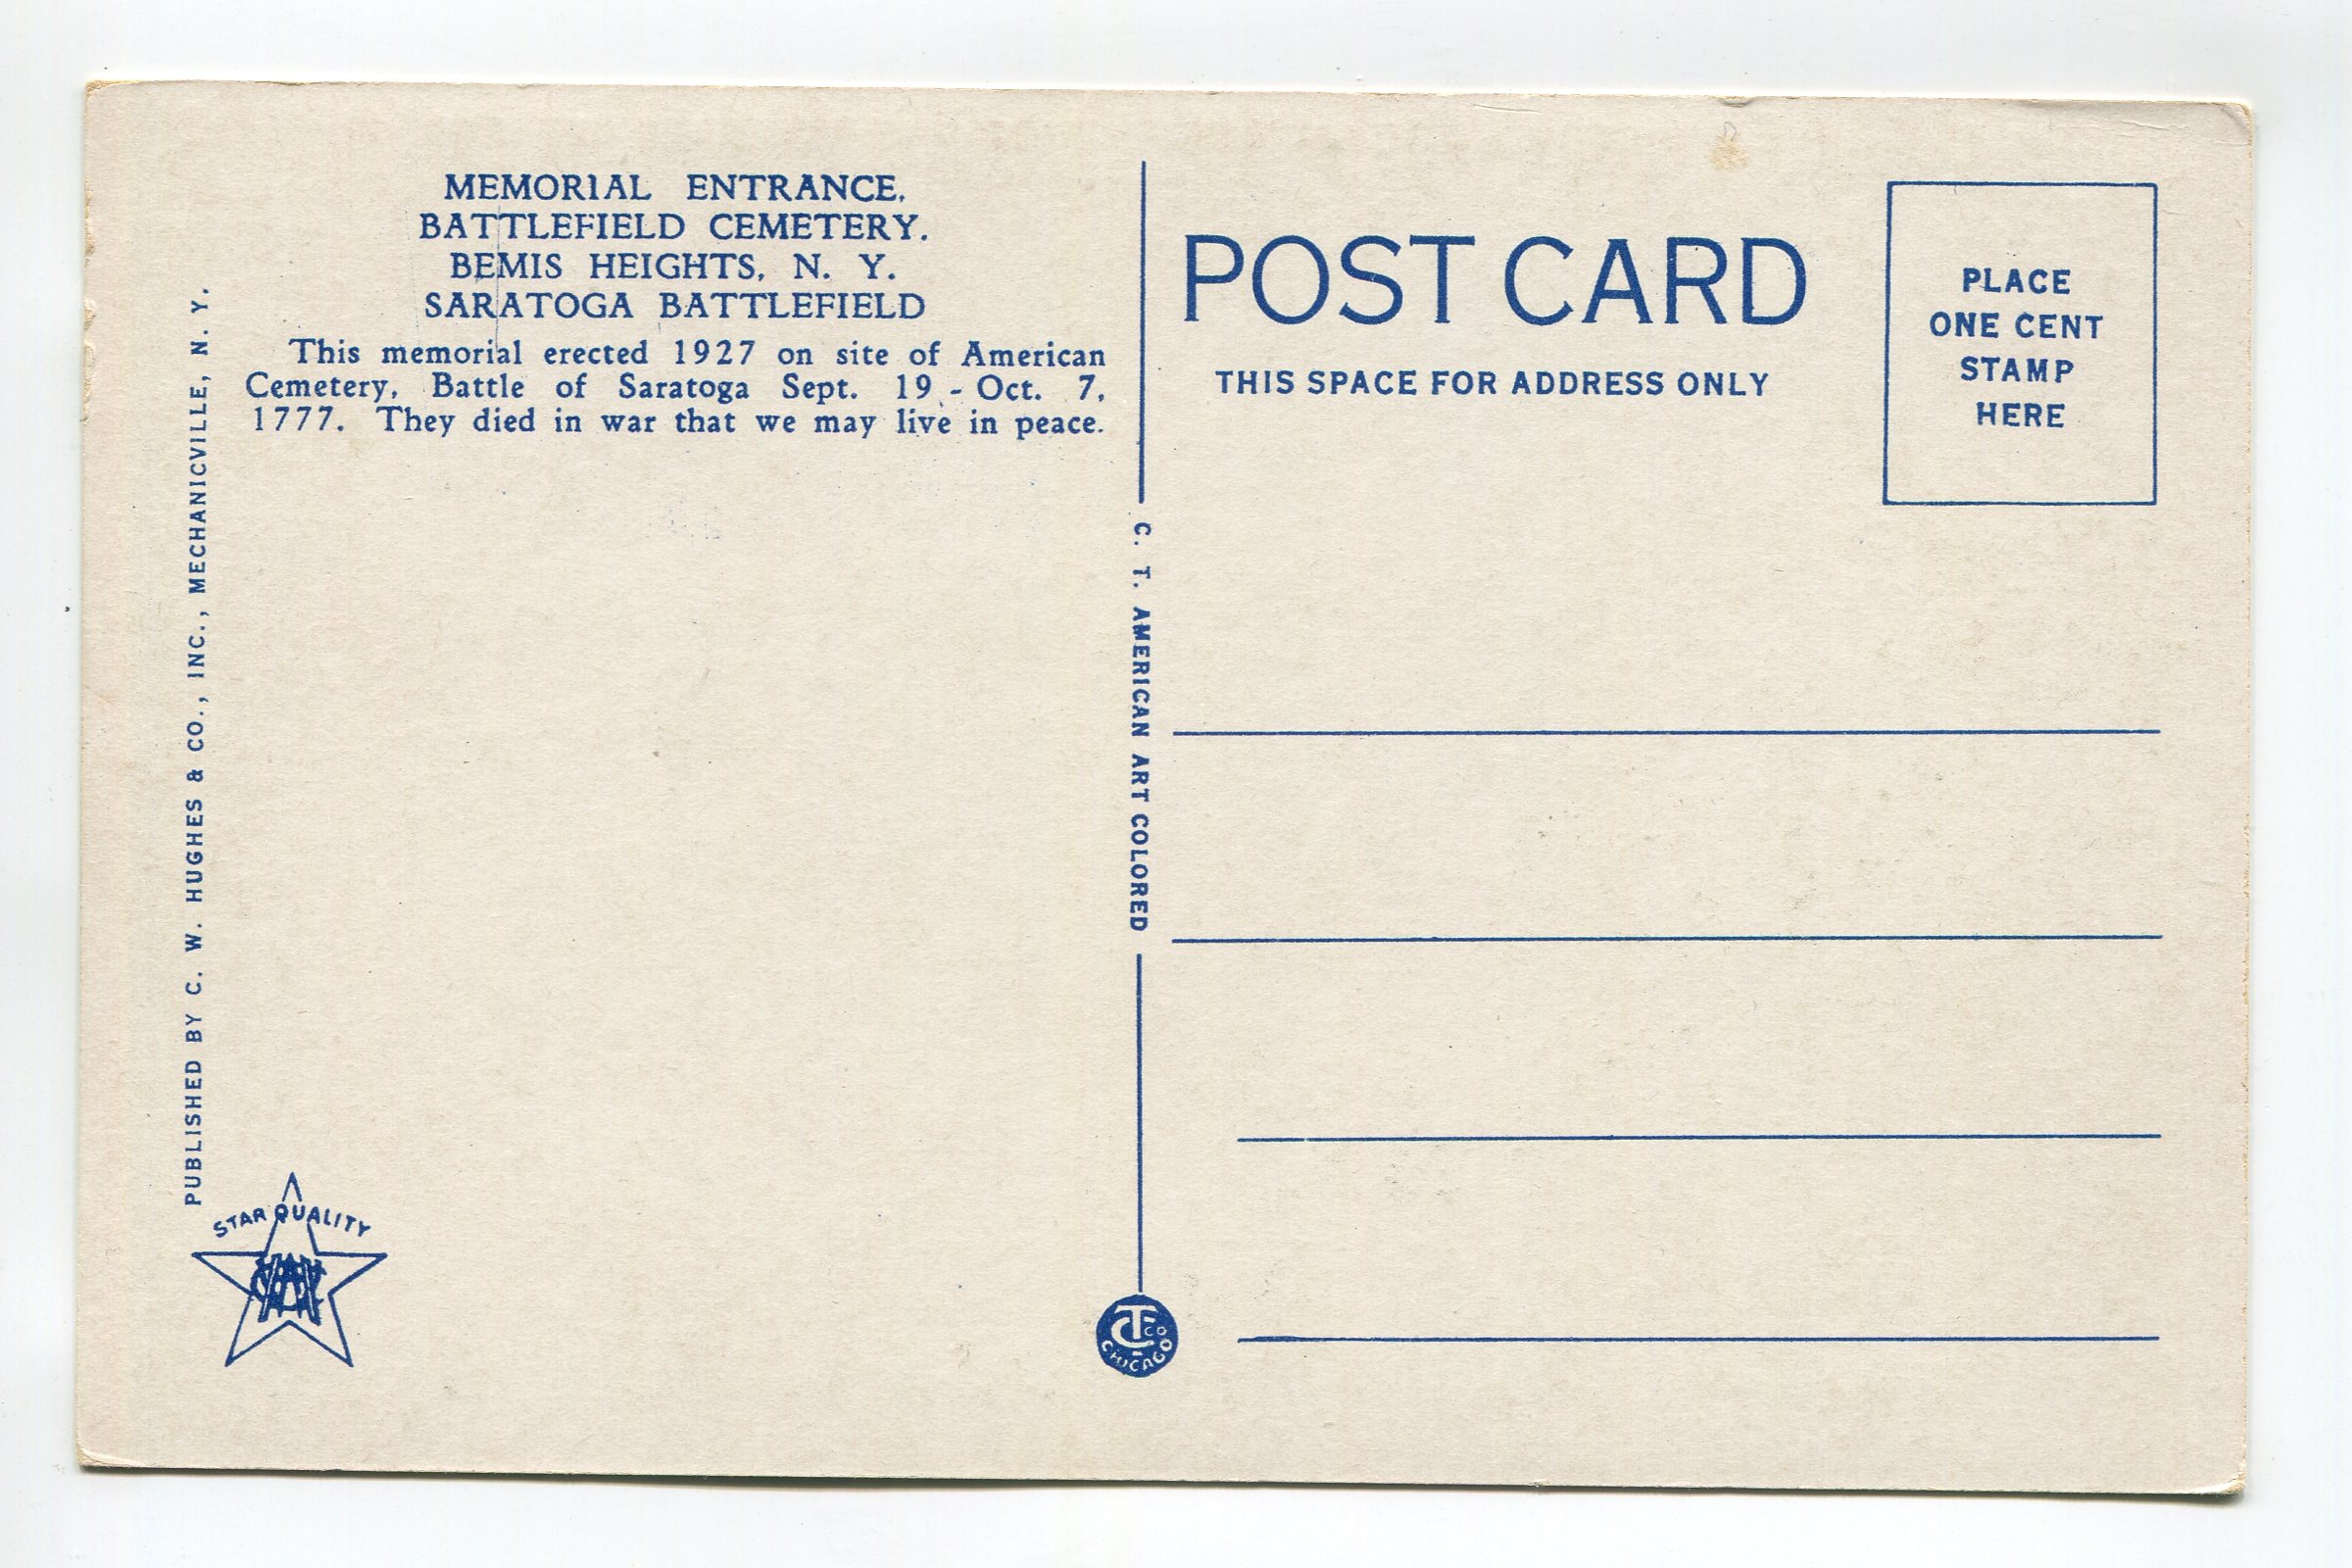 MEMORIAL ENTRANCE,
BATTLEFIELD CEMETERY.
BEMIS HEIGHTS, N. Y.
SARATOGA BATTLEFIELD
This memorial erected 1927 on site of American
Cemetery, Battle of Saratoga Sept. 19 - Oct. 7,
1777. They died in war that we may live in peace.
PUBLISHED BY C. W. HUGHES & CO., INC., MECHANICVILLE, N. Y.
STAR QUALITY
C. T. AMERICAN ART COLORED
CT CO
CHICAGO
POST CARD
THIS SPACE FOR ADDRESS ONLY
PLACE
ONE CENT
STAMP
HERE